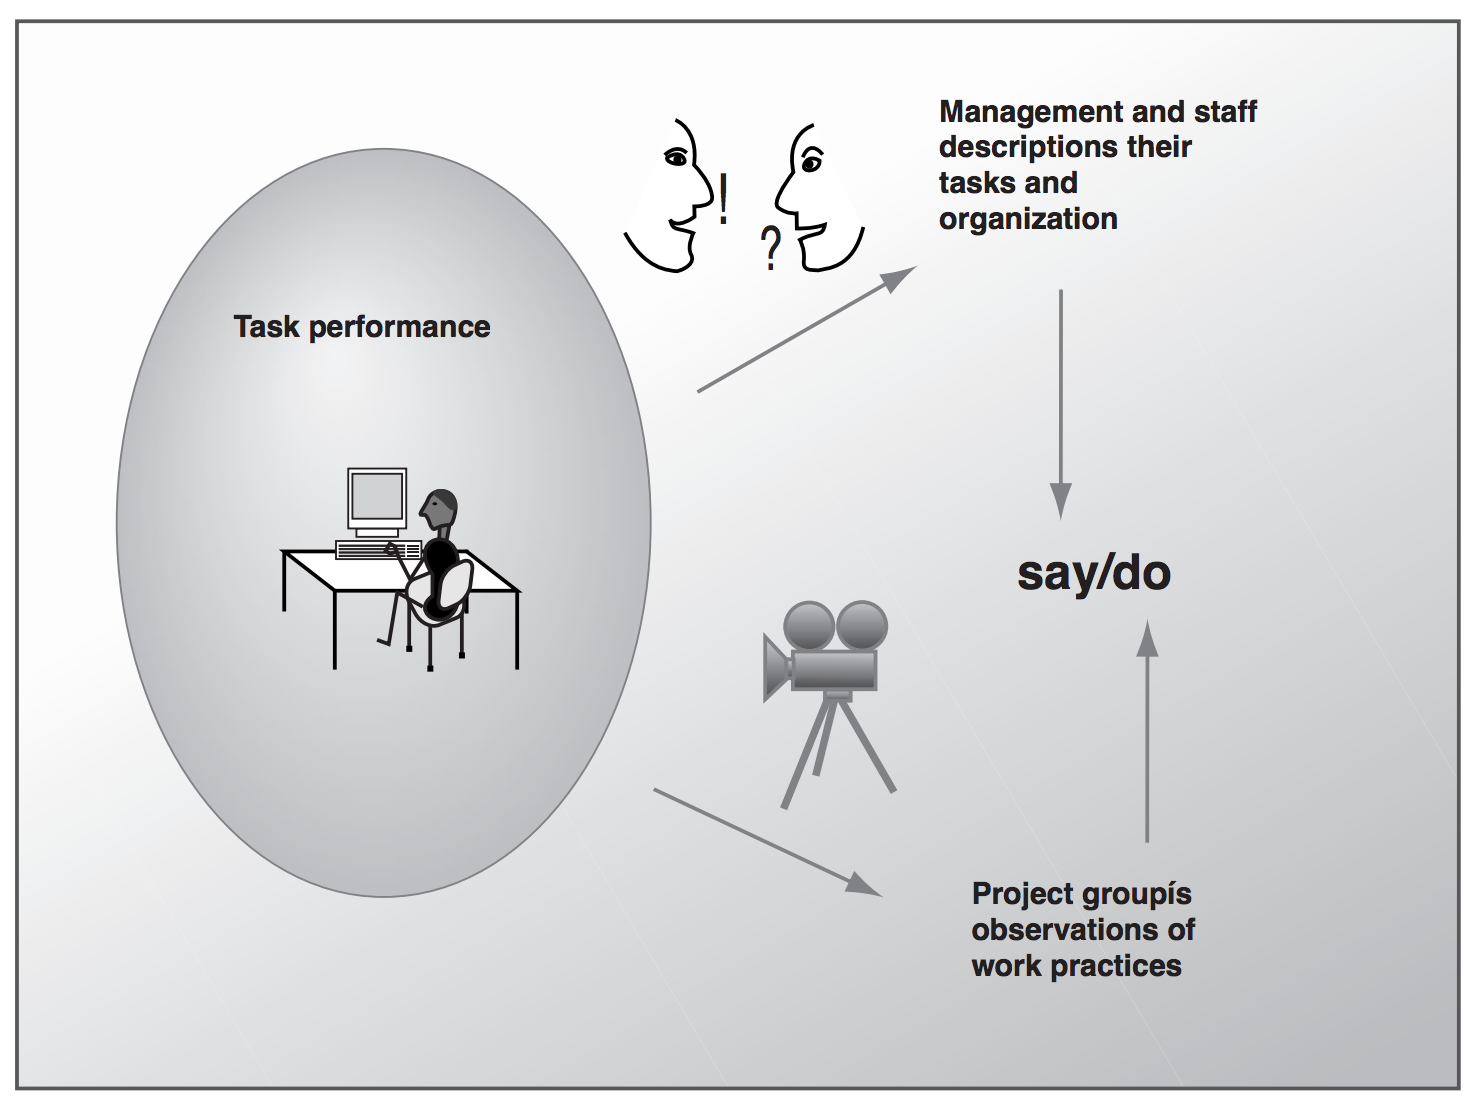 Management and staff
descriptions their
tasks and
organization
!
?
Task performance
say/do
Project groupís
observations of
work practices